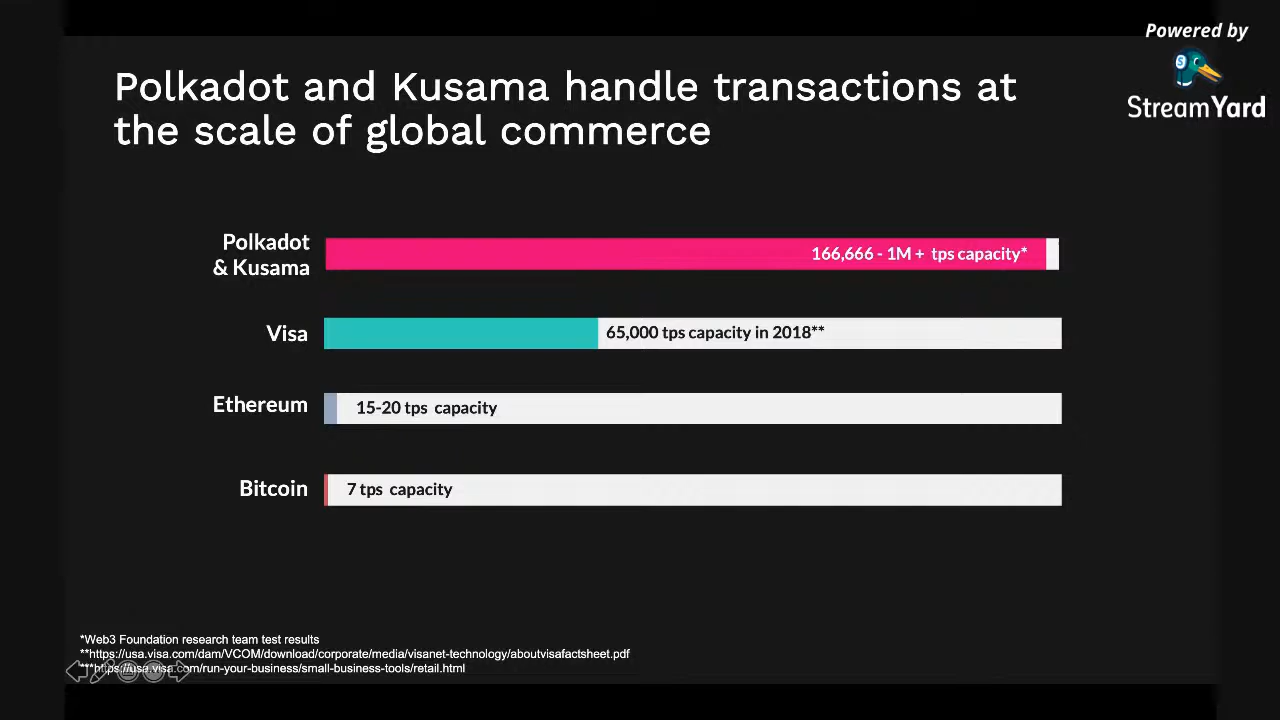 Powered by
StreamYard
Polkadot and Kusama handle transactions at
the scale of global commerce
Polkadot
& Kusama
166,666 - 1M + tps capacity*
Visa
65,000 tps capacity in 2018**
Ethereum
15-20 tps capacity
Bitcoin
7 tps capacity
*Web3 Foundation research team test results
**https://usa.visa.com/dam/VCOM/download/corporate/media/visanet-technology/aboutvisafactsheet.pdf
***https://usa.visa.com/run-your-business/small-business-tools/retail.html